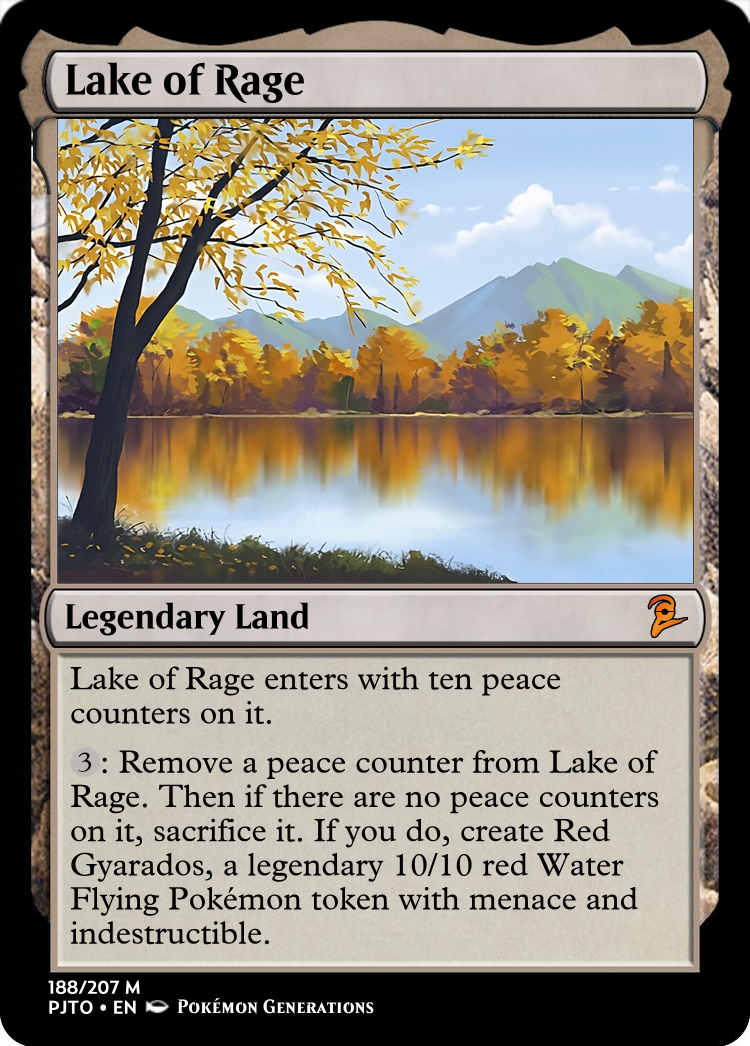 Lake of Rage
Legendary Land
Lake of Rage enters with ten peace
counters on it.
3: Remove a peace counter from Lake of
Rage. Then if there are no peace counters
on it, sacrifice it. If you do, create Red
Gyarados, a legendary 10/10 red Water
Flying Pokémon token with menace and
indestructible.
188/207 M
PJTO • EN Pokémon Generations